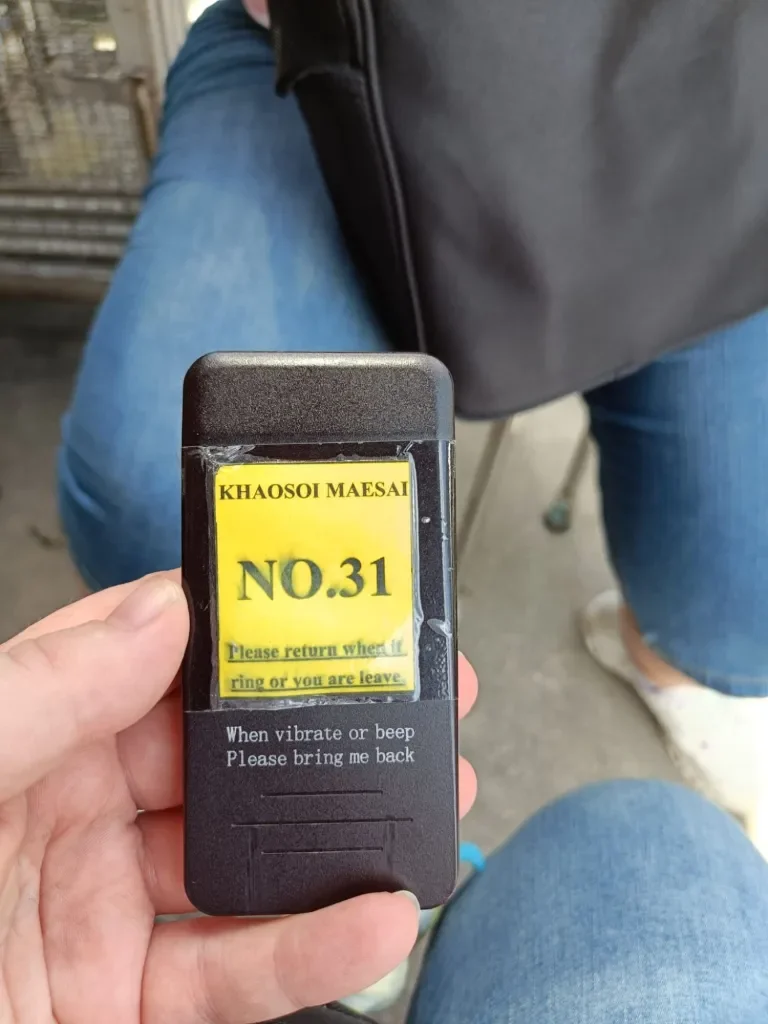 KHAOSOI MAESAI
NO.31
Please return when it
ring or you are leave.
When vibrate or beep
Please bring me back